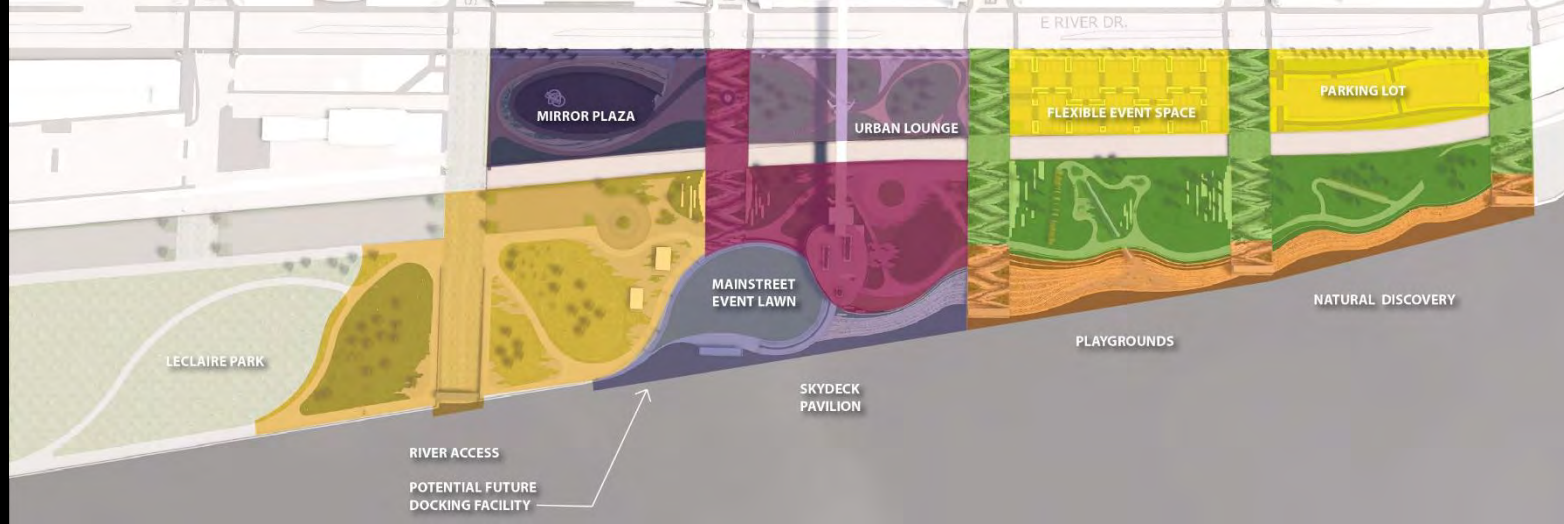 E RIVER DR.
MIRROR PLAZA
URBAN LOUNGE
FLEXIBLE EVENT SPACE
PARKING LOT
MAINSTREET
EVENT LAWN
LECLAIRE PARK
NATURAL DISCOVERY
PLAYGROUNDS
SKYDECK
PAVILION
RIVER ACCESS
POTENTIAL FUTURE
DOCKING FACILITY